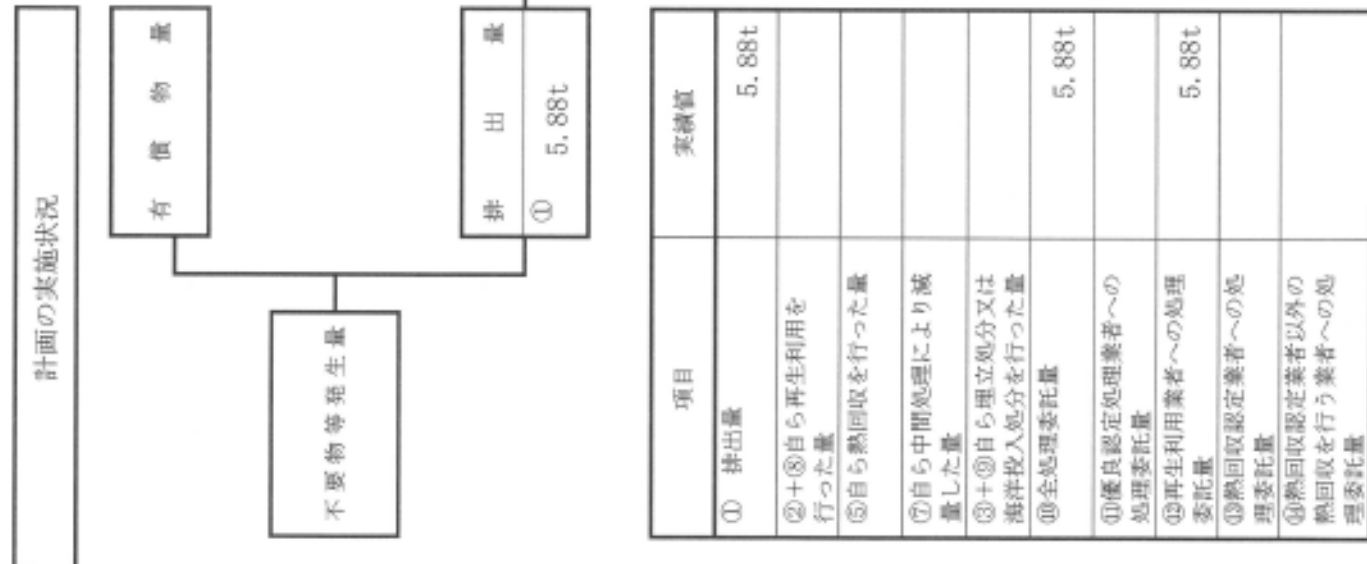 計画の実施状況
有償物量
不要物等発生量
排出量
①
5.88t
項目
実績値
① 排出量
5.88t
②+⑧自ら再生利用を
行った量
⑤自ら熱回収を行った量
⑦自ら中間処理により減
量した量
③+⑨自ら埋立処分又は
海洋投入処分を行った量
⑩全処理委託量
5.88t
⑪優良認定処理業者への
処理委託量
⑫再生利用業者への処理
委託量
5.88t
⑬熱回収認定業者への処
理委託量
⑭熱回収認定業者以外の
熱回収を行う業者への処
理委託量